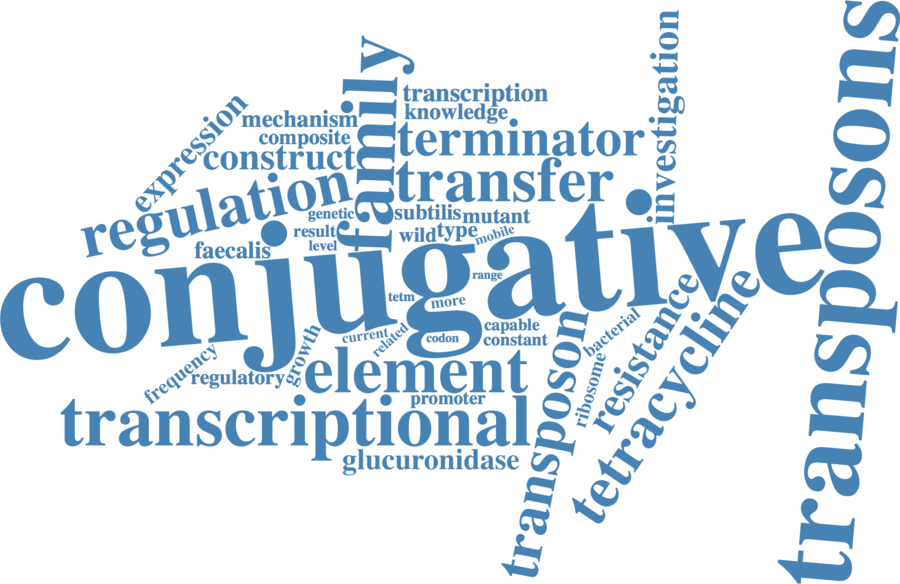 conjugative
transposons
family
transcription
knowledge
investigation
mechanism
composite
construct
expression
terminator
transfer
regulation
genetic
subtilis
mutant
result
level
wild
type
mobile
faecalis
range
tetm
more
current
related
codon
capable
constant
growth
frequency
regulatory
element
promoter
transcriptional
glucuronidase
transposon
bacterial
ribosome
resistance
tetracycline